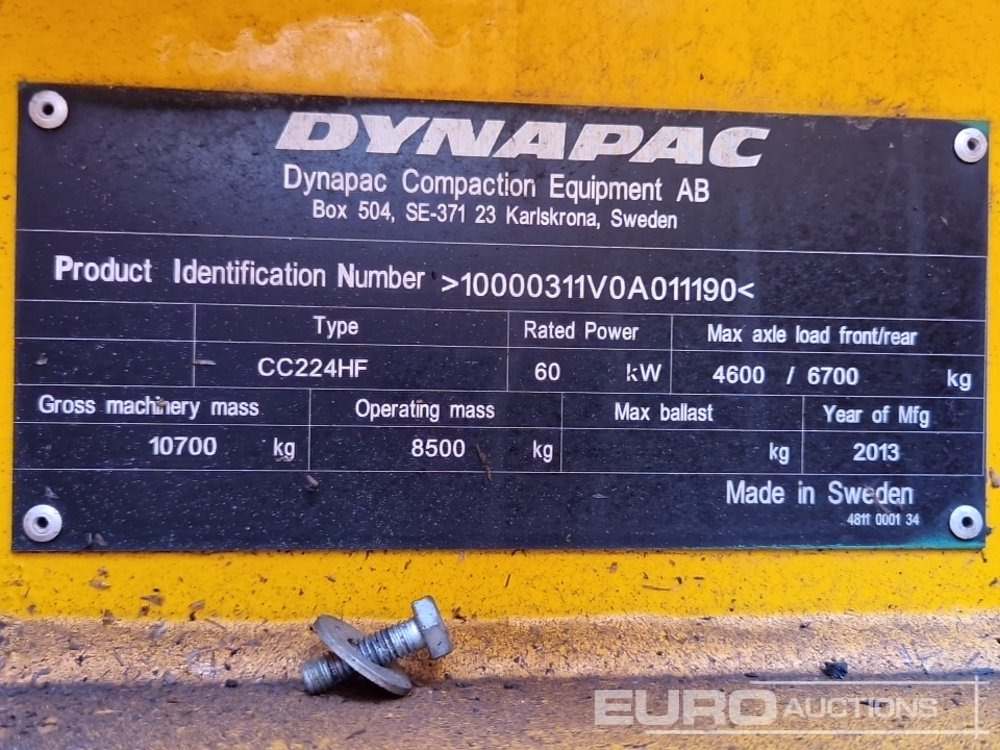 DYNAPAC
Dynapac Compaction Equipment AB
Box 504, SE-371 23 Karlskrona, Sweden
Product Identification Number >10000311V0A011190<
Type Rated Power Max axle load front/rear
CC224HF 60 kW 4600 / 6700 kg
Gross machinery mass Operating mass Max ballast Year of Mfg
10700 kg 8500 kg kg 2013
Made in Sweden
4811 0001 34
EURO AUCTIONS